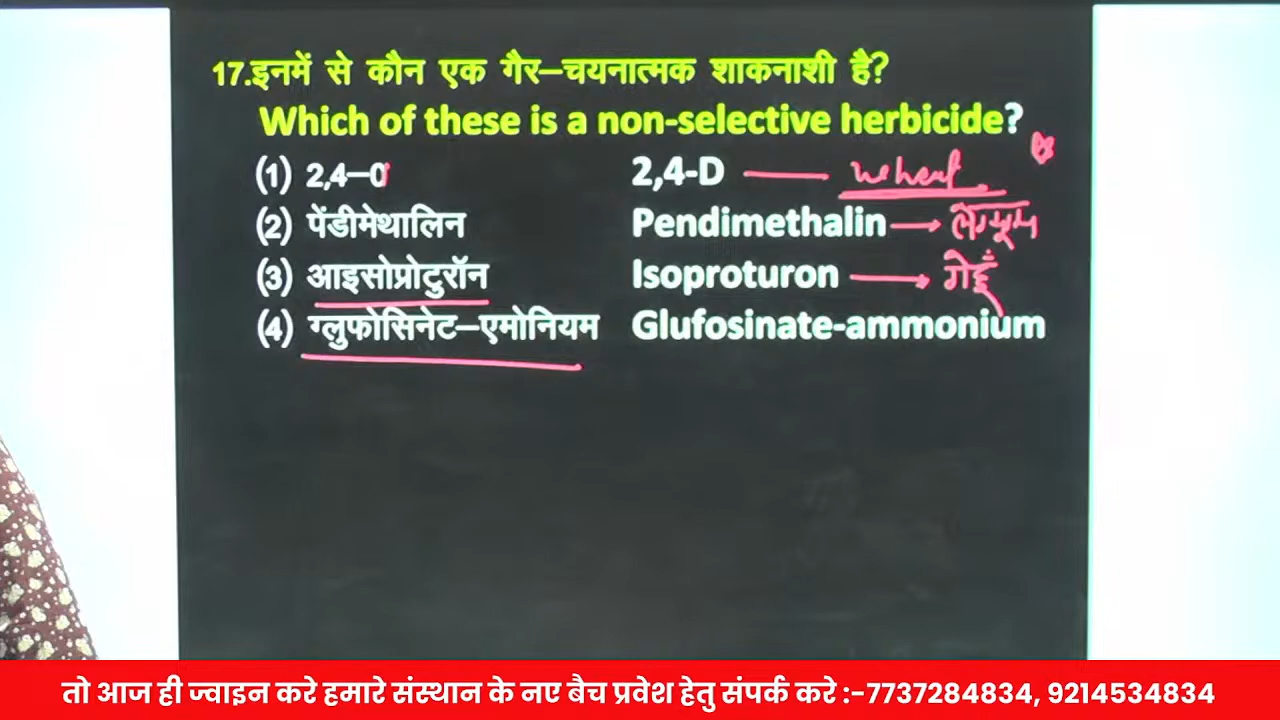 17.इनमें से कौन एक गैर–चयनात्मक शाकनाशी है?
Which of these is a non-selective herbicide?
(1) 2,4–0 2,4-D wheat
(2) पेंडीमेथालिन Pendimethalin लेग्यूम
(3) आइसोप्रोटुरॉन Isoproturon गेहूँ
(4) ग्लुफोसिनेट–एमोनियम Glufosinate-ammonium
तो आज ही ज्वाइन करे हमारे संस्थान के नए बैच प्रवेश हेतु संपर्क करे :-7737284834, 9214534834